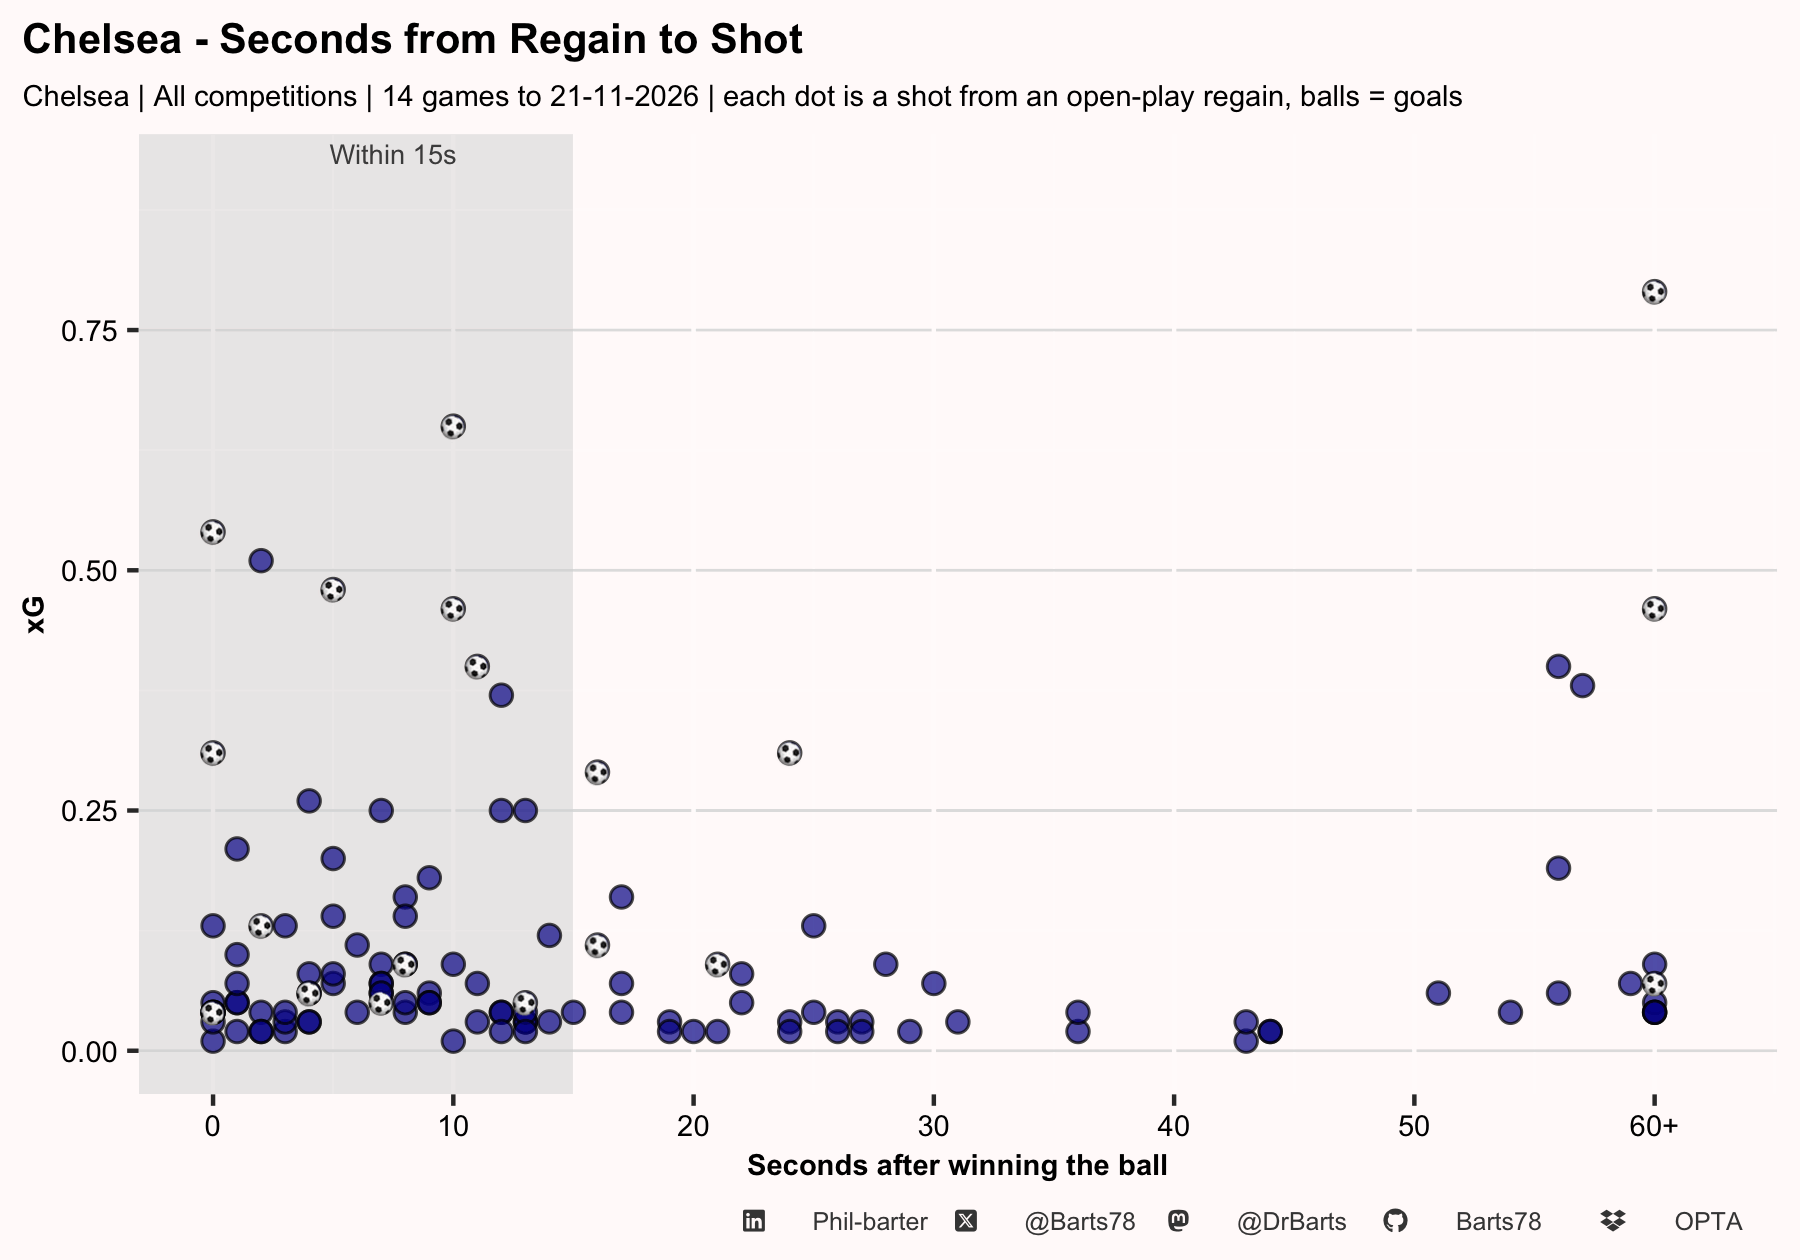 Chelsea - Seconds from Regain to Shot
Chelsea | All competitions | 14 games to 21-11-2026 | each dot is a shot from an open-play regain, balls = goals
Within 15s
0.75
0.50
0.25
0.00
xG
0 10 20 30 40 50 60+
Seconds after winning the ball
Phil-barter @Barts78 @DrBarts Barts78 OPTA